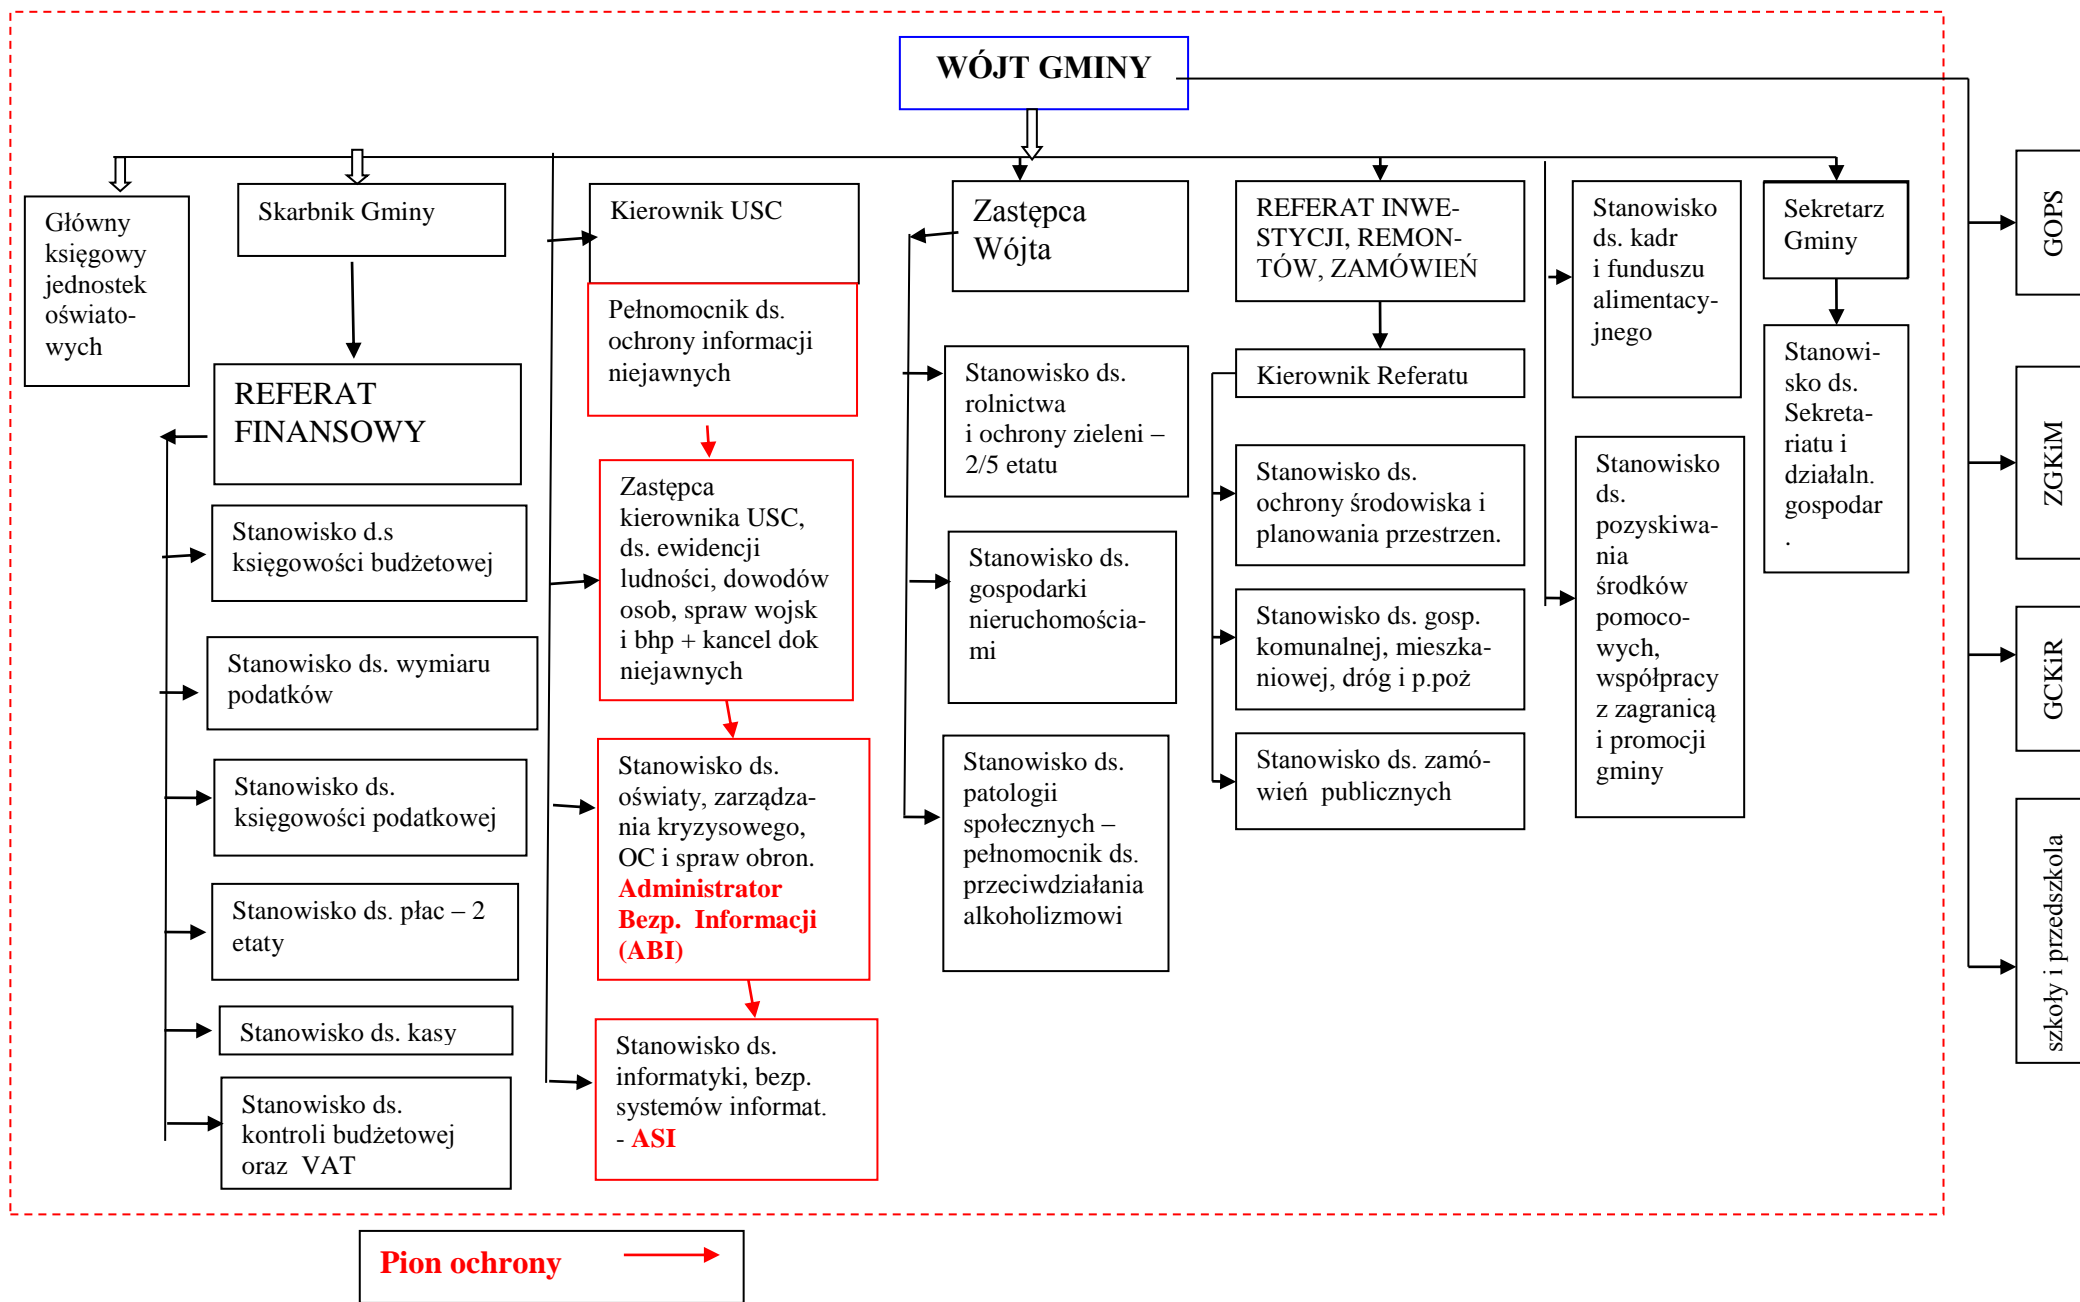 WÓJT GMINY
Główny
księgowy
jednostek
oświato-
wych
Skarbnik Gminy
REFERAT
FINANSOWY
Stanowisko d.s
księgowości budżetowej
Stanowisko ds. wymiaru
podatków
Stanowisko ds.
księgowości podatkowej
Stanowisko ds. płac – 2
etaty
Stanowisko ds. kasy
Stanowisko ds.
kontroli budżetowej
oraz VAT
Kierownik USC
Pełnomocnik ds.
ochrony informacji
niejawnych
Zastępca
kierownika USC,
ds. ewidencji
ludności, dowodów
osob, spraw wojsk
i bhp + kancel dok
niejawnych
Stanowisko ds.
oświaty, zarządza-
nia kryzysowego,
OC i spraw obron.
Administrator
Bezp. Informacji
(ABI)
Stanowisko ds.
informatyki, bezp.
systemów informat.
- ASI
Zastępca
Wójta
Stanowisko ds.
rolnictwa
i ochrony zieleni –
2/5 etatu
Stanowisko ds.
gospodarki
nieruchomościa-
mi
Stanowisko ds.
patologii
społecznych –
pełnomocnik ds.
przeciwdziałania
alkoholizmowi
REFERAT INWE-
STYCJI, REMON-
TÓW, ZAMÓWIEŃ
Kierownik Referatu
Stanowisko ds.
ochrony środowiska i
planowania przestrzen.
Stanowisko ds. gosp.
komunalnej, mieszka-
niowej, dróg i p.poż
Stanowisko ds. zamó-
wień publicznych
Stanowisko
ds. kadr
i funduszu
alimentacy-
jnego
Stanowisko
ds.
pozyskiwa-
nia
środków
pomoco-
wych,
współpracy
z zagranicą
i promocji
gminy
Sekretarz
Gminy
Stanowi-
sko ds.
Sekreta-
riatu i
działaln.
gospodar
.
GOPS
ZGKiM
GCKiR
szkoły i przedszkola
Pion ochrony